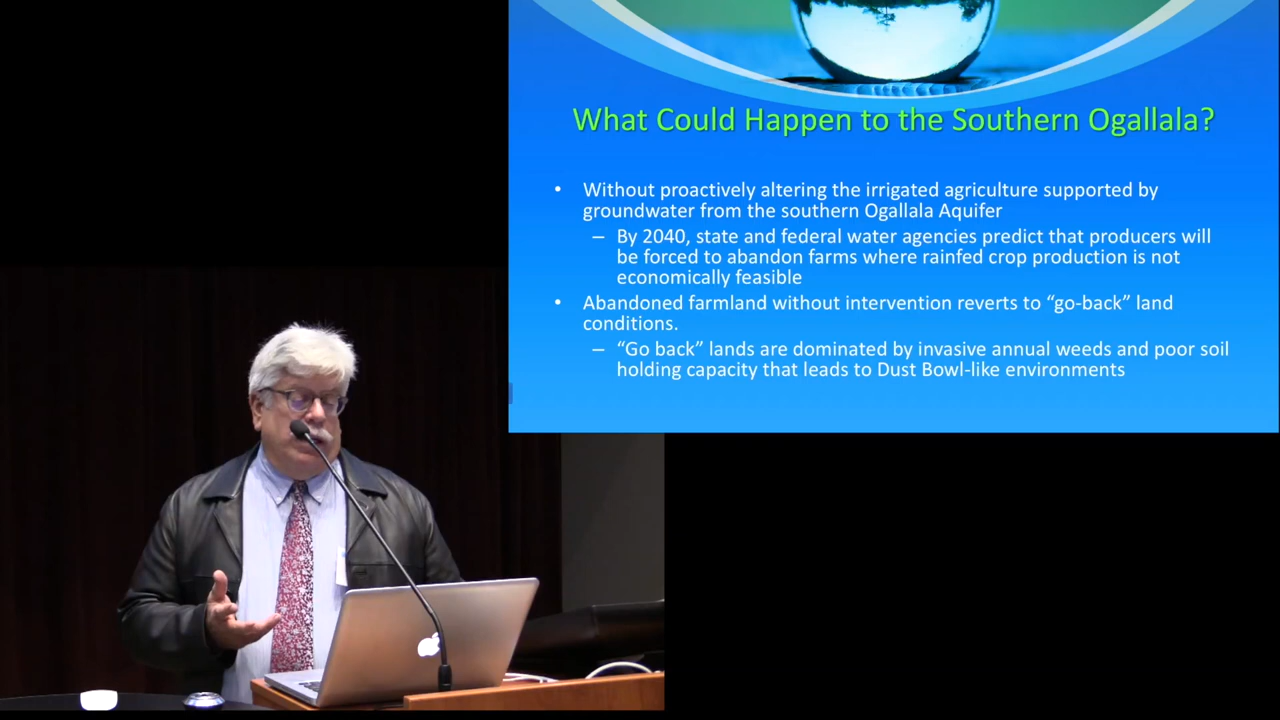 What Could Happen to the Southern Ogallala?
• Without proactively altering the irrigated agriculture supported by
groundwater from the southern Ogallala Aquifer
– By 2040, state and federal water agencies predict that producers will
be forced to abandon farms where rainfed crop production is not
economically feasible
• Abandoned farmland without intervention reverts to “go-back” land
conditions.
– “Go back” lands are dominated by invasive annual weeds and poor soil
holding capacity that leads to Dust Bowl-like environments